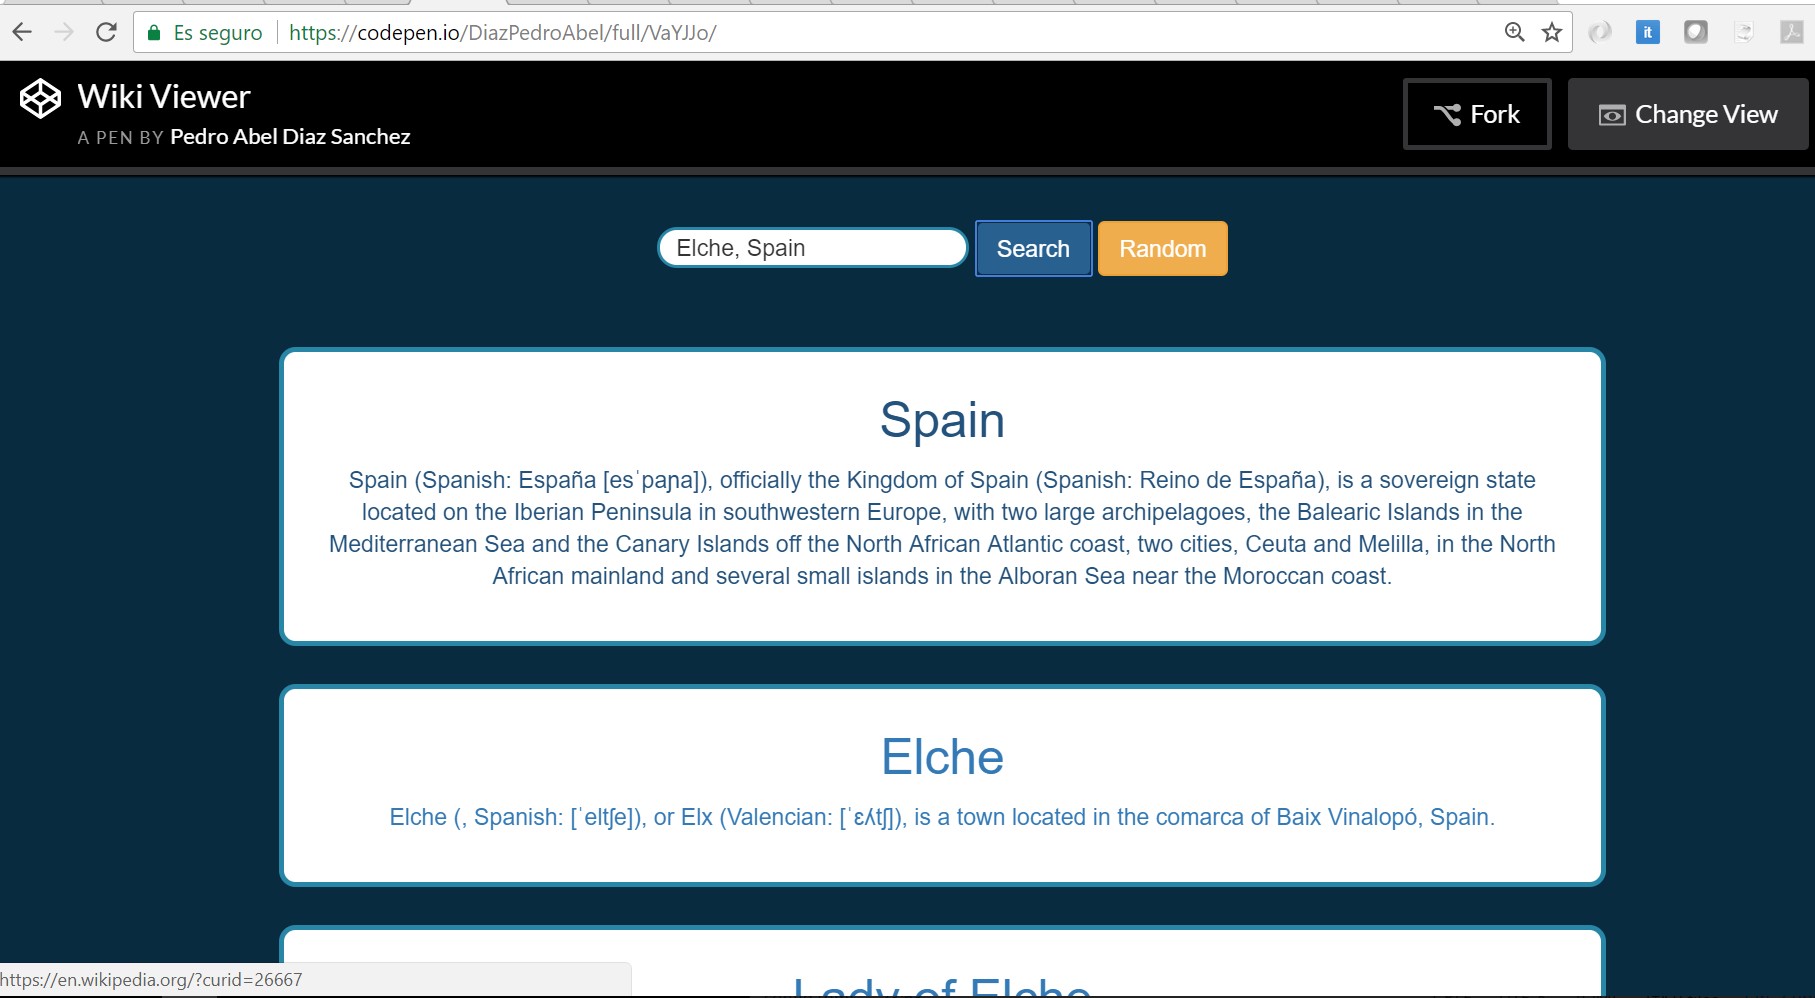 Es seguro https://codepen.io/DiazPedroAbel/full/VaYJJo/
it
Wiki Viewer
A PEN BY Pedro Abel Diaz Sanchez
Fork
Change View
Elche, Spain
Search
Random
Spain
Spain (Spanish: España [esˈpaɲa]), officially the Kingdom of Spain (Spanish: Reino de España), is a sovereign state
located on the Iberian Peninsula in southwestern Europe, with two large archipelagoes, the Balearic Islands in the
Mediterranean Sea and the Canary Islands off the North African Atlantic coast, two cities, Ceuta and Melilla, in the North
African mainland and several small islands in the Alboran Sea near the Moroccan coast.
Elche
Elche (, Spanish: [ˈeltʃe]), or Elx (Valencian: [ˈɛʎtʃ]), is a town located in the comarca of Baix Vinalopó, Spain.
Lady of Elche
https://en.wikipedia.org/?curid=26667